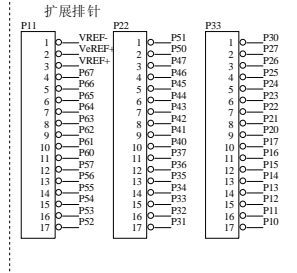 扩展排针
P11 P22 P33
1 VREF- 1 P51 1 P30
2 VeREF+ 2 P50 2 P27
3 VREF+ 3 P47 3 P26
4 P67 4 P46 4 P25
5 P66 5 P45 5 P24
6 P65 6 P44 6 P23
7 P64 7 P43 7 P22
8 P63 8 P42 8 P21
9 P62 9 P41 9 P20
10 P61 10 P40 10 P17
11 P60 11 P37 11 P16
12 P57 12 P36 12 P15
13 P56 13 P35 13 P14
14 P55 14 P34 14 P13
15 P54 15 P33 15 P12
16 P53 16 P32 16 P11
17 P52 17 P31 17 P10